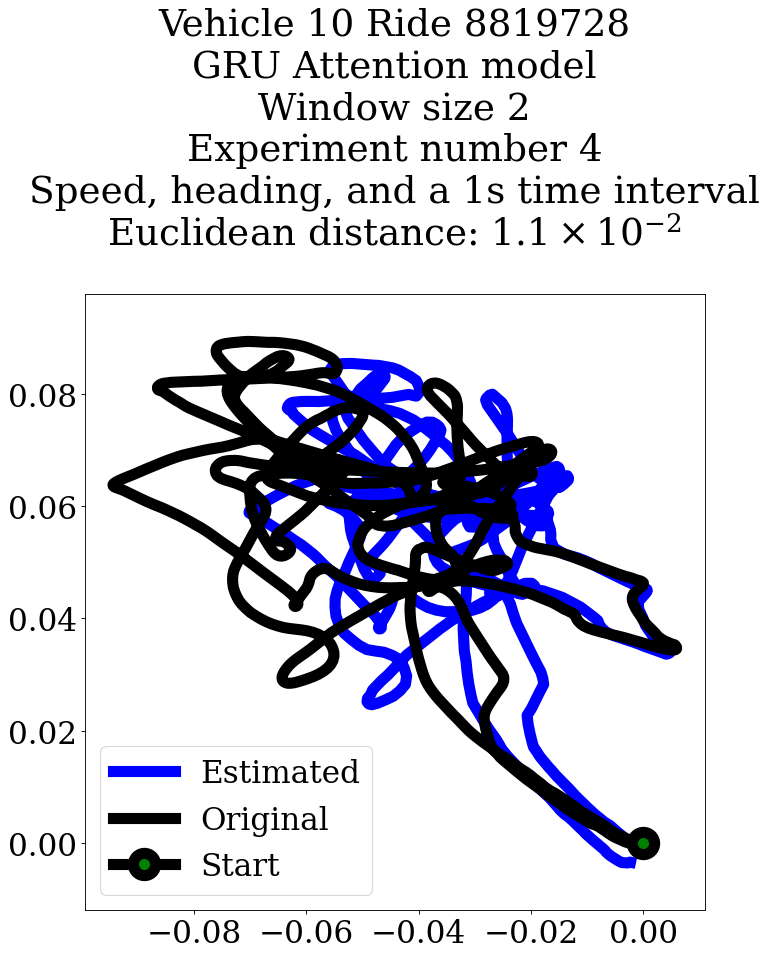 Vehicle 10 Ride 8819728
GRU Attention model
Window size 2
Experiment number 4
Speed, heading, and a 1s time interval
Euclidean distance: 1.1 × 10⁻²
0.08
0.06
0.04
0.02
0.00
Estimated
Original
Start
−0.08 −0.06 −0.04 −0.02 0.00